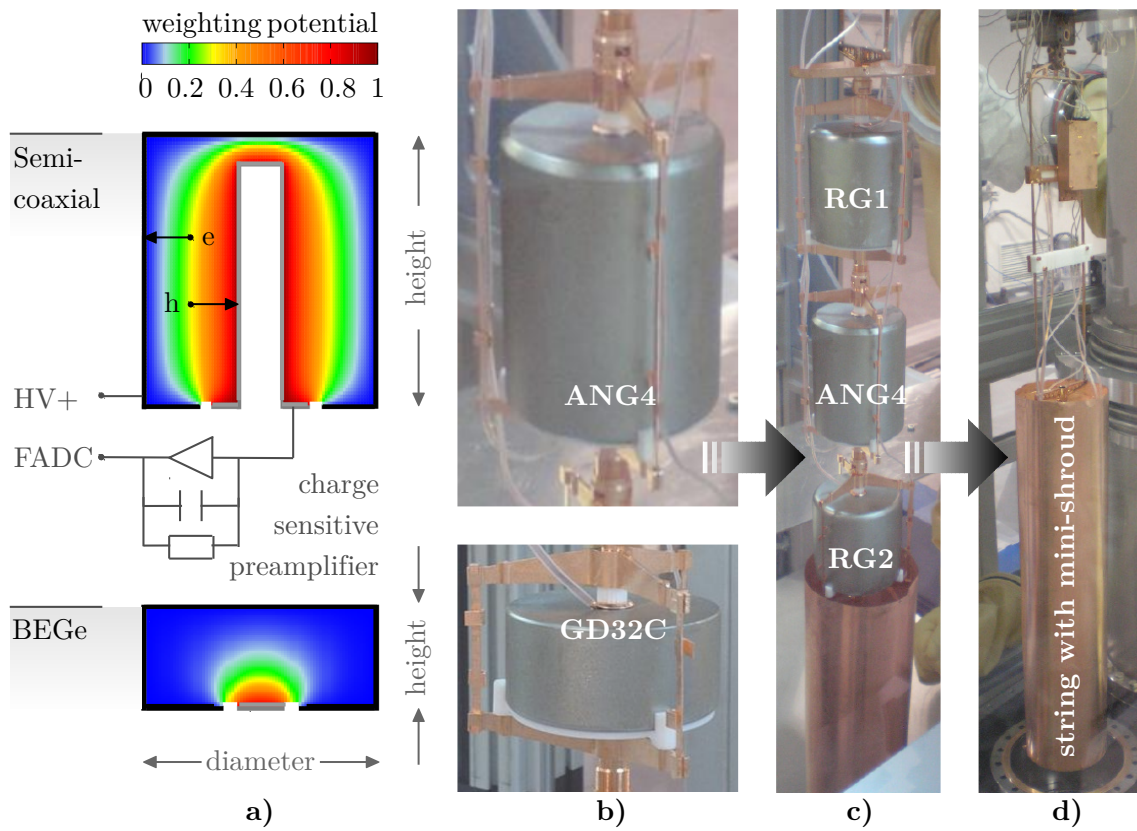 weighting potential
0 0.2 0.4 0.6 0.8 1
Semi-
coaxial
e
h
height
HV+
FADC
charge
sensitive
preamplifier
BEGe
height
diameter
a)
ANG4
GD32C
b)
RG1
ANG4
RG2
c)
string with mini-shroud
d)